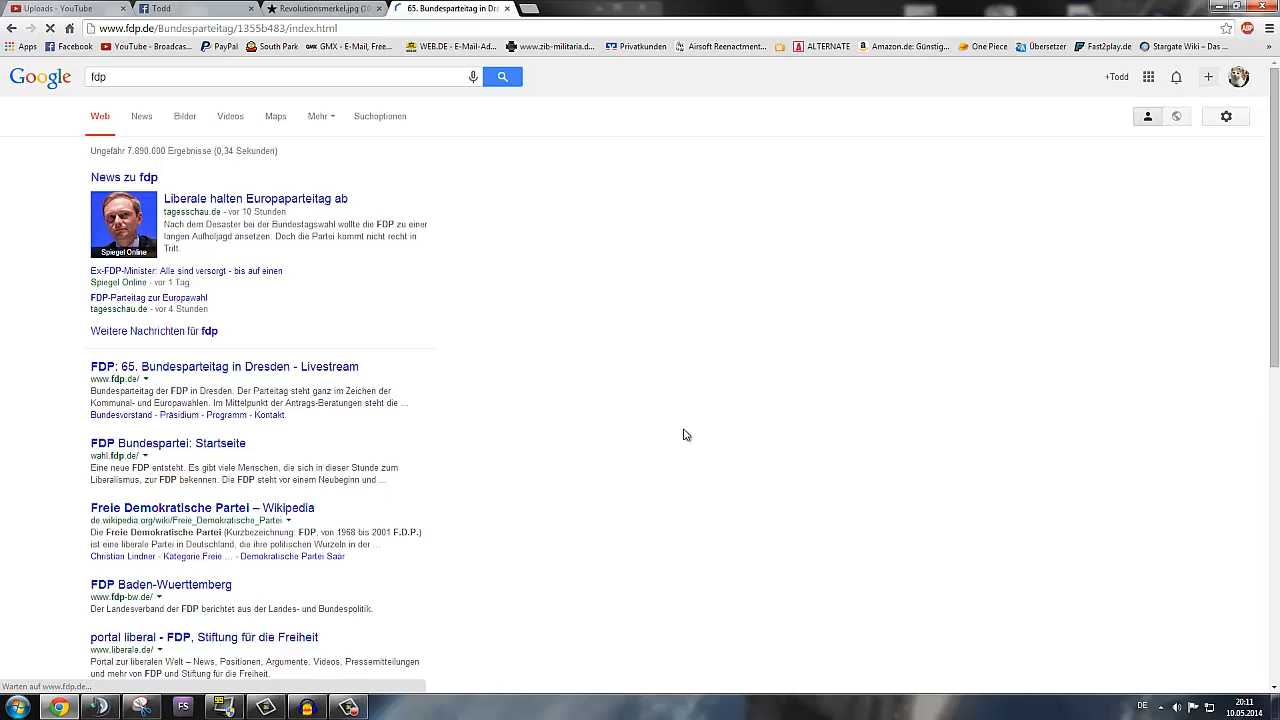 Uploads - YouTube
Todd
Revolutionsmerkel.jpg (10
65. Bundesparteitag in Dre
www.fdp.de/Bundesparteitag/1355b483/index.html
Apps
Facebook
YouTube - Broadcas...
PayPal
South Park
GMX - E-Mail, Free...
WEB.DE - E-Mail-Ad...
www.zib-militaria.d...
Privatkunden
Airsoft Reenactment...
ALTERNATE
Amazon.de: Günstig...
One Piece
Übersetzer
Fast2play.de
Stargate Wiki – Das ...
Google
fdp
+Todd
Web
News
Bilder
Videos
Maps
Mehr
Suchoptionen
Ungefähr 7.890.000 Ergebnisse (0,34 Sekunden)
News zu fdp
Liberale halten Europaparteitag ab
tagesschau.de - vor 10 Stunden
Nach dem Desaster bei der Bundestagswahl wollte die FDP zu einer
langen Aufholjagd ansetzen. Doch die Partei kommt nicht recht in
Tritt.
Spiegel Online
Ex-FDP-Minister: Alle sind versorgt - bis auf einen
Spiegel Online - vor 1 Tag
FDP-Parteitag zur Europawahl
tagesschau.de - vor 4 Stunden
Weitere Nachrichten für fdp
FDP: 65. Bundesparteitag in Dresden - Livestream
www.fdp.de/
Bundesparteitag der FDP in Dresden. Der Parteitag steht ganz im Zeichen der
Kommunal- und Europawahlen. Im Mittelpunkt der Antrags-Beratungen steht die ...
Bundesvorstand - Präsidium - Programm - Kontakt
FDP Bundespartei: Startseite
wahl.fdp.de/
Eine neue FDP entsteht. Es gibt viele Menschen, die sich in dieser Stunde zum
Liberalismus, zur FDP bekennen. Die FDP steht vor einem Neubeginn und ...
Freie Demokratische Partei – Wikipedia
de.wikipedia.org/wiki/Freie_Demokratische_Partei
Die Freie Demokratische Partei (Kurzbezeichnung: FDP, von 1968 bis 2001 F.D.P.)
ist eine liberale Partei in Deutschland, die ihre politischen Wurzeln in der ...
Christian Lindner - Kategorie:Freie ... - Demokratische Partei Saar
FDP Baden-Wuerttemberg
www.fdp-bw.de/
Der Landesverband der FDP berichtet aus der Landes- und Bundespolitik.
portal liberal - FDP, Stiftung für die Freiheit
www.liberale.de/
Portal zur liberalen Welt – News, Positionen, Argumente, Videos, Pressemitteilungen
und mehr von FDP und Stiftung für die Freiheit.
Warten auf www.fdp.de...
FS
DE
20:11
10.05.2014